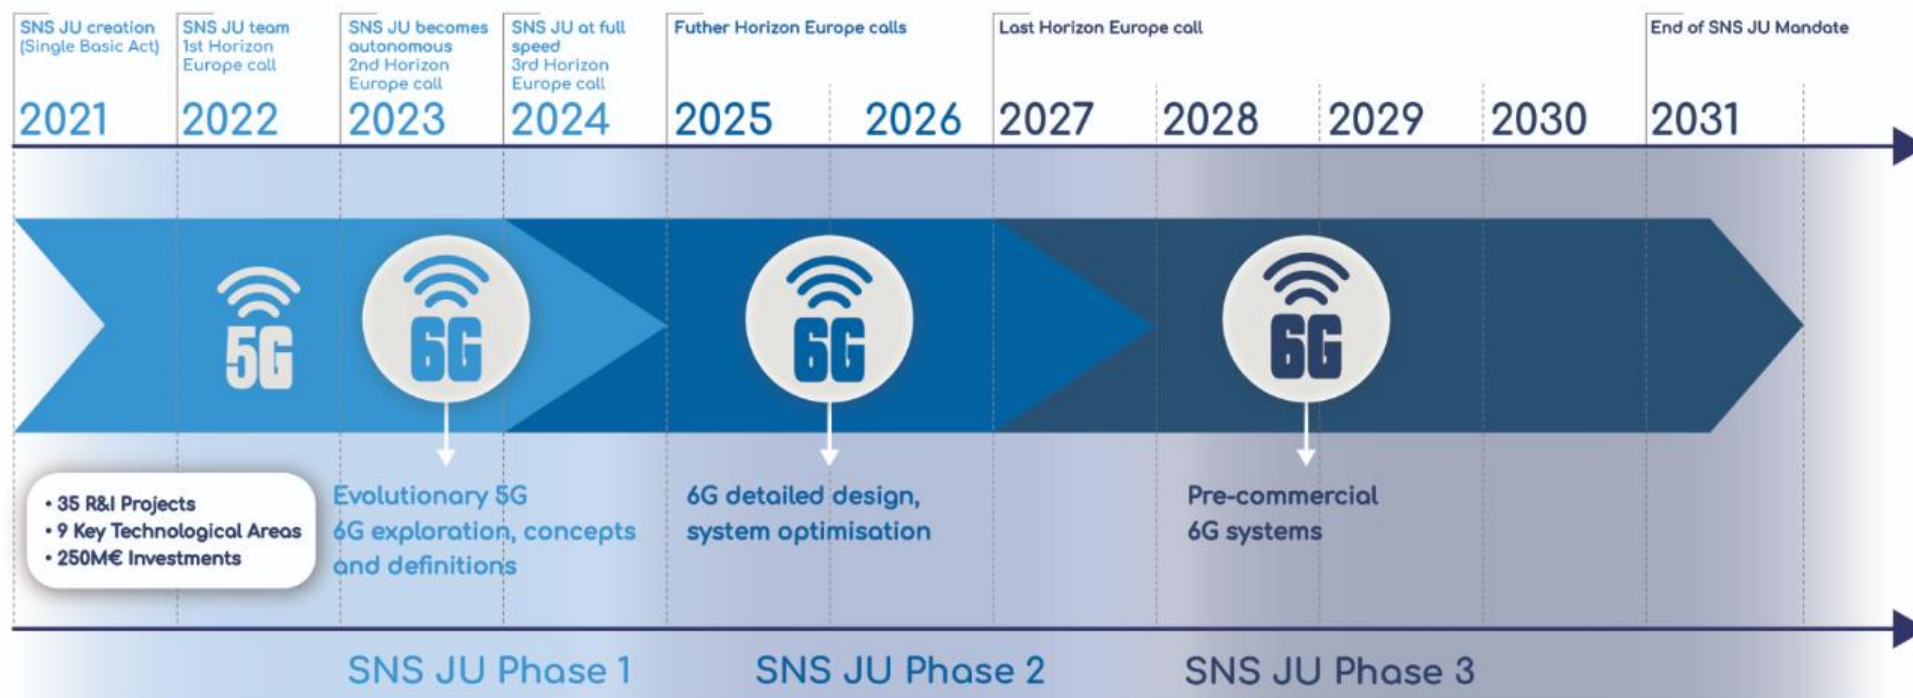 SNS JU creation
(Single Basic Act)
2021
SNS JU team
1st Horizon
Europe call
2022
SNS JU becomes
autonomous
2nd Horizon
Europe call
2023
SNS JU at full
speed
3rd Horizon
Europe call
2024
Futher Horizon Europe calls
2025
2026
Last Horizon Europe call
2027
2028
2029
2030
End of SNS JU Mandate
2031
5G
6G
6G
6G
• 35 R&I Projects
• 9 Key Technological Areas
• 250M€ Investments
Evolutionary 5G
6G exploration, concepts
and definitions
6G detailed design,
system optimisation
Pre-commercial
6G systems
SNS JU Phase 1
SNS JU Phase 2
SNS JU Phase 3